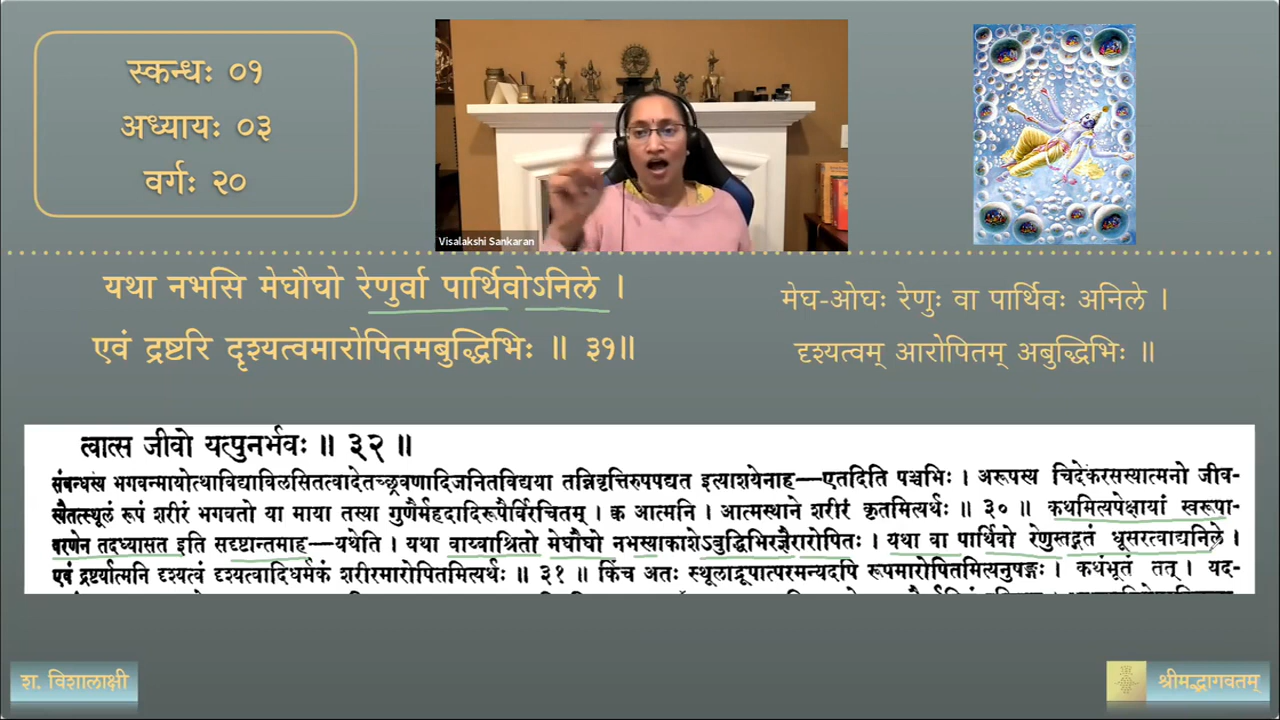 स्कन्धः ०१
अध्यायः ०३
वर्गः २०
Visalakshi Sankaran
यथा नभसि मेघौघो रेणुर्वा पार्थिवोऽनिले ।
एवं द्रष्टरि दृश्यत्वमारोपितमबुद्धिभिः ॥ ३१॥
मेघ-ओघः रेणुः वा पार्थिवः अनिले ।
दृश्यत्वम् आरोपितम् अबुद्धिभिः ॥
त्वात्स जीवो यत्पुनर्भवः ॥ ३२ ॥
संबन्धस्य भगवन्मायोत्थाविद्याविलसितत्वादेतच्छ्रवणादिजनितविद्यया तन्निवृत्तिरुपपद्यत इत्याशयेनाह—एतदिति पञ्चभिः । अरूपस्य चिदेकरसस्यात्मनो जीव-
स्यैतत्स्थूलं रूपं शरीरं भगवतो या माया तस्या गुणैर्महदादिरूपैर्विरचितम् । क्व आत्मनि । आत्मस्थाने शरीरं कृतमित्यर्थः ॥ ३० ॥ कथमित्यपेक्षायां स्वरूपा-
वरणेन तदध्यासत इति सदृष्टान्तमाह—यथेति । यथा वाय्वाश्रितो मेघौघो नभस्याकाशेऽबुद्धिभिरज्ञैरारोपितः । यथा वा पार्थिवो रेणुस्तद्गतं धूसरत्वाद्यनिले ।
एवं द्रष्टर्यात्मनि दृश्यत्वं दृश्यत्वादिधर्मकं शरीरमारोपितमित्यर्थः ॥ ३१ ॥ किंच अतः स्थूलाद्रूपात्परमन्यदपि रूपमारोपितमित्यनुषङ्गः । कथंभूतं तत् । यद-
श. विशालाक्षी
श्रीमद्भागवतम्